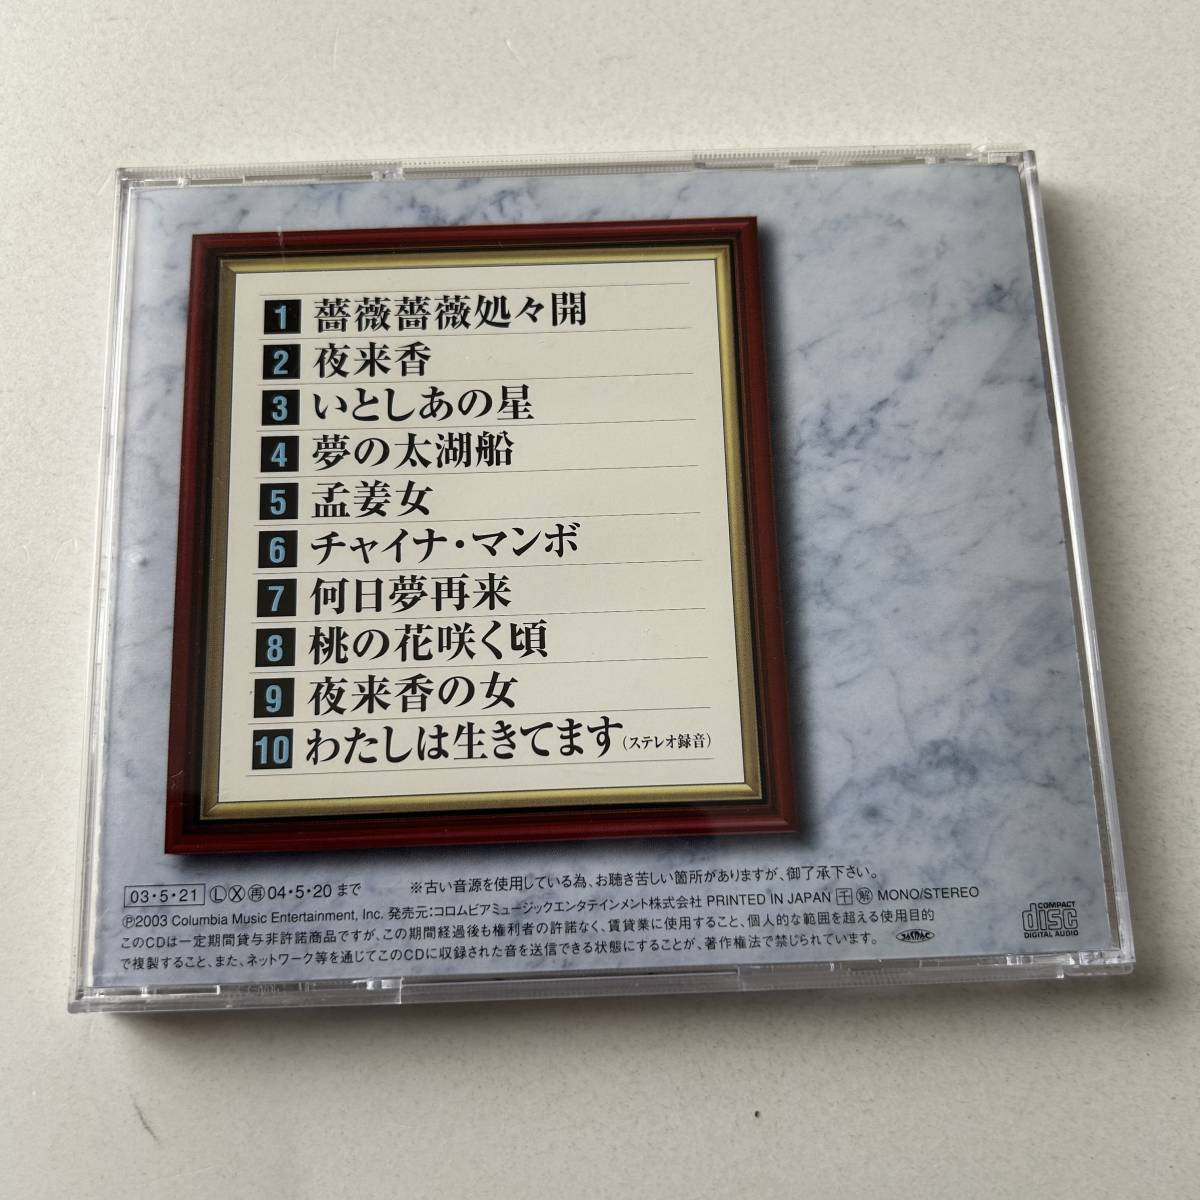 1 薔薇薔薇処々開
2 夜来香
3 いとしあの星
4 夢の太湖船
5 孟姜女
6 チャイナ・マンボ
7 何日夢再来
8 桃の花咲く頃
9 夜来香の女
10 わたしは生きてます(ステレオ録音)
03・5・21 Ⓛ Ⓧ ㊢04・5・20 まで ※古い音源を使用している為、お聴き苦しい箇所がありますが、御了承下さい。
Ⓟ2003 Columbia Music Entertainment, Inc. 発売元:コロムビアミュージックエンタテインメント株式会社 PRINTED IN JAPAN 干 解 MONO/STEREO
このCDは一定期間貸与非許諾商品ですが、この期間経過後も権利者の許諾なく、賃貸業に使用すること、個人的な範囲を超える使用目的
で複製すること、また、ネットワーク等を通じてこのCDに収録された音を送信できる状態にすることが、著作権法で禁じられています。
COMPACT
disc
DIGITAL AUDIO